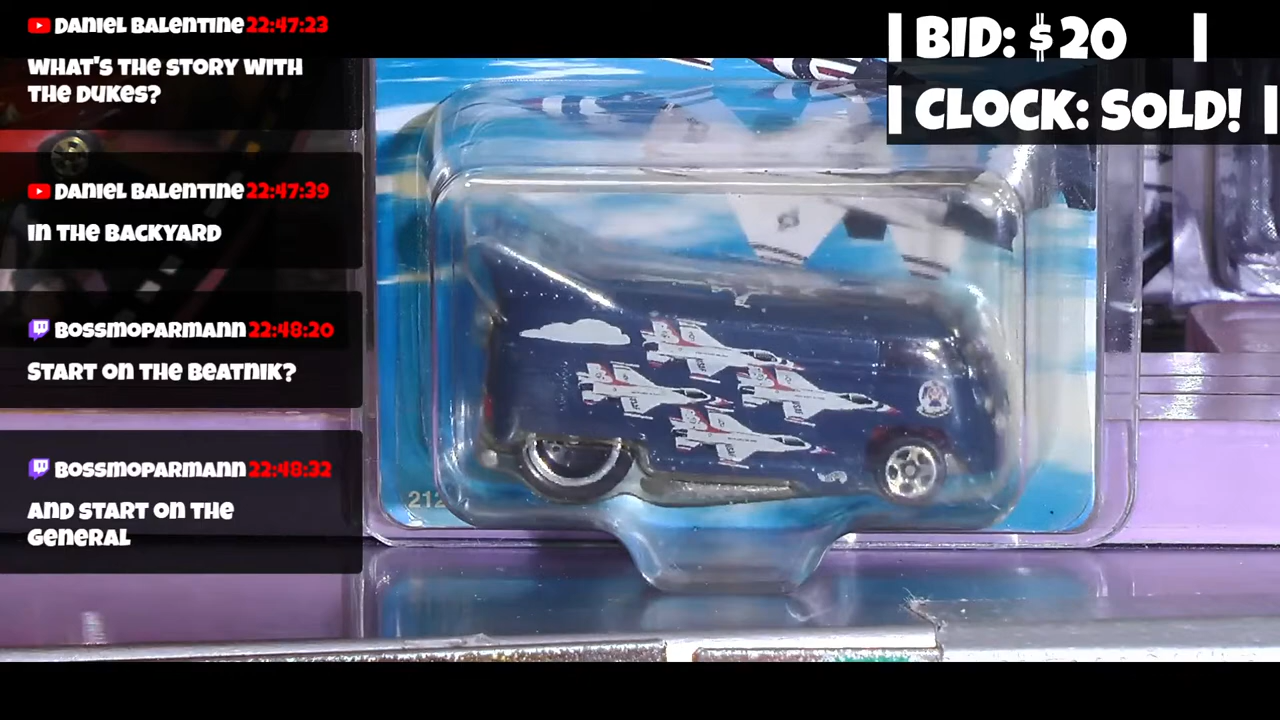 Daniel Balentine 22:47:23
What's the story with
the dukes?
Daniel Balentine 22:47:39
In the backyard
Bossmoparmann 22:48:20
Start on the Beatnik?
Bossmoparmann 22:48:32
And start on the
General
| BID: $20 |
| CLOCK: SOLD! |
212